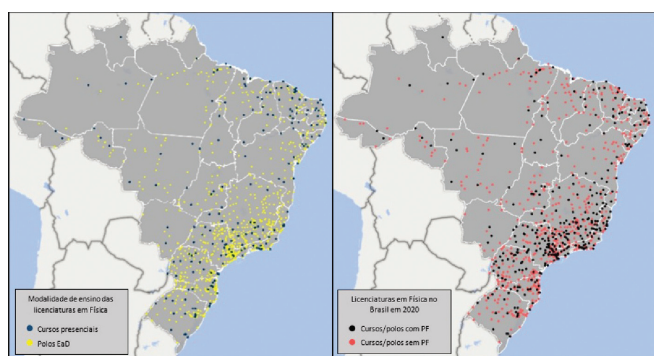 Modalidade de ensino das
licenciaturas em Física
Cursos presenciais
Polos EaD
Licenciaturas em Física no
Brasil em 2020
Cursos/polos com PF
Cursos/polos sem PF